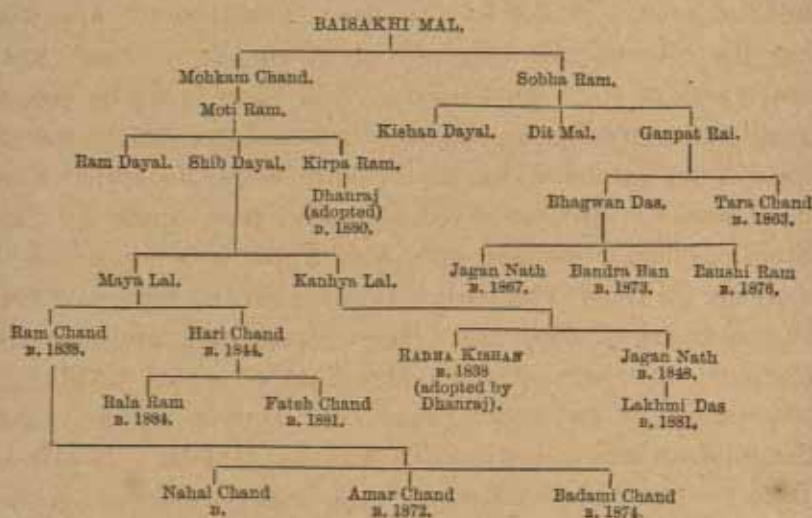 BAISAKHI MAL.
Mohkam Chand. Sobha Ram.
Moti Ram.
Kishan Dayal. Dit Mal. Ganpat Rai.
Ram Dayal. Shib Dayal. Kirpa Ram.
Dhanraj
(adopted)
D. 1880.
Bhagwan Das. Tara Chand
B. 1863.
Maya Lal. Kanhya Lal.
Jagan Nath Bandra Ban Banshi Ram
B. 1867. B. 1873. B. 1876.
Ram Chand Hari Chand
B. 1838. B. 1844.
RADHA KISHAN Jagan Nath
B. 1838 B. 1848.
(adopted by
Dhanraj).
Rala Ram Fateh Chand
B. 1884. B. 1881.
Lakhmi Das
B. 1881.
Nahal Chand Amar Chand Badami Chand
B. B. 1872. B. 1874.